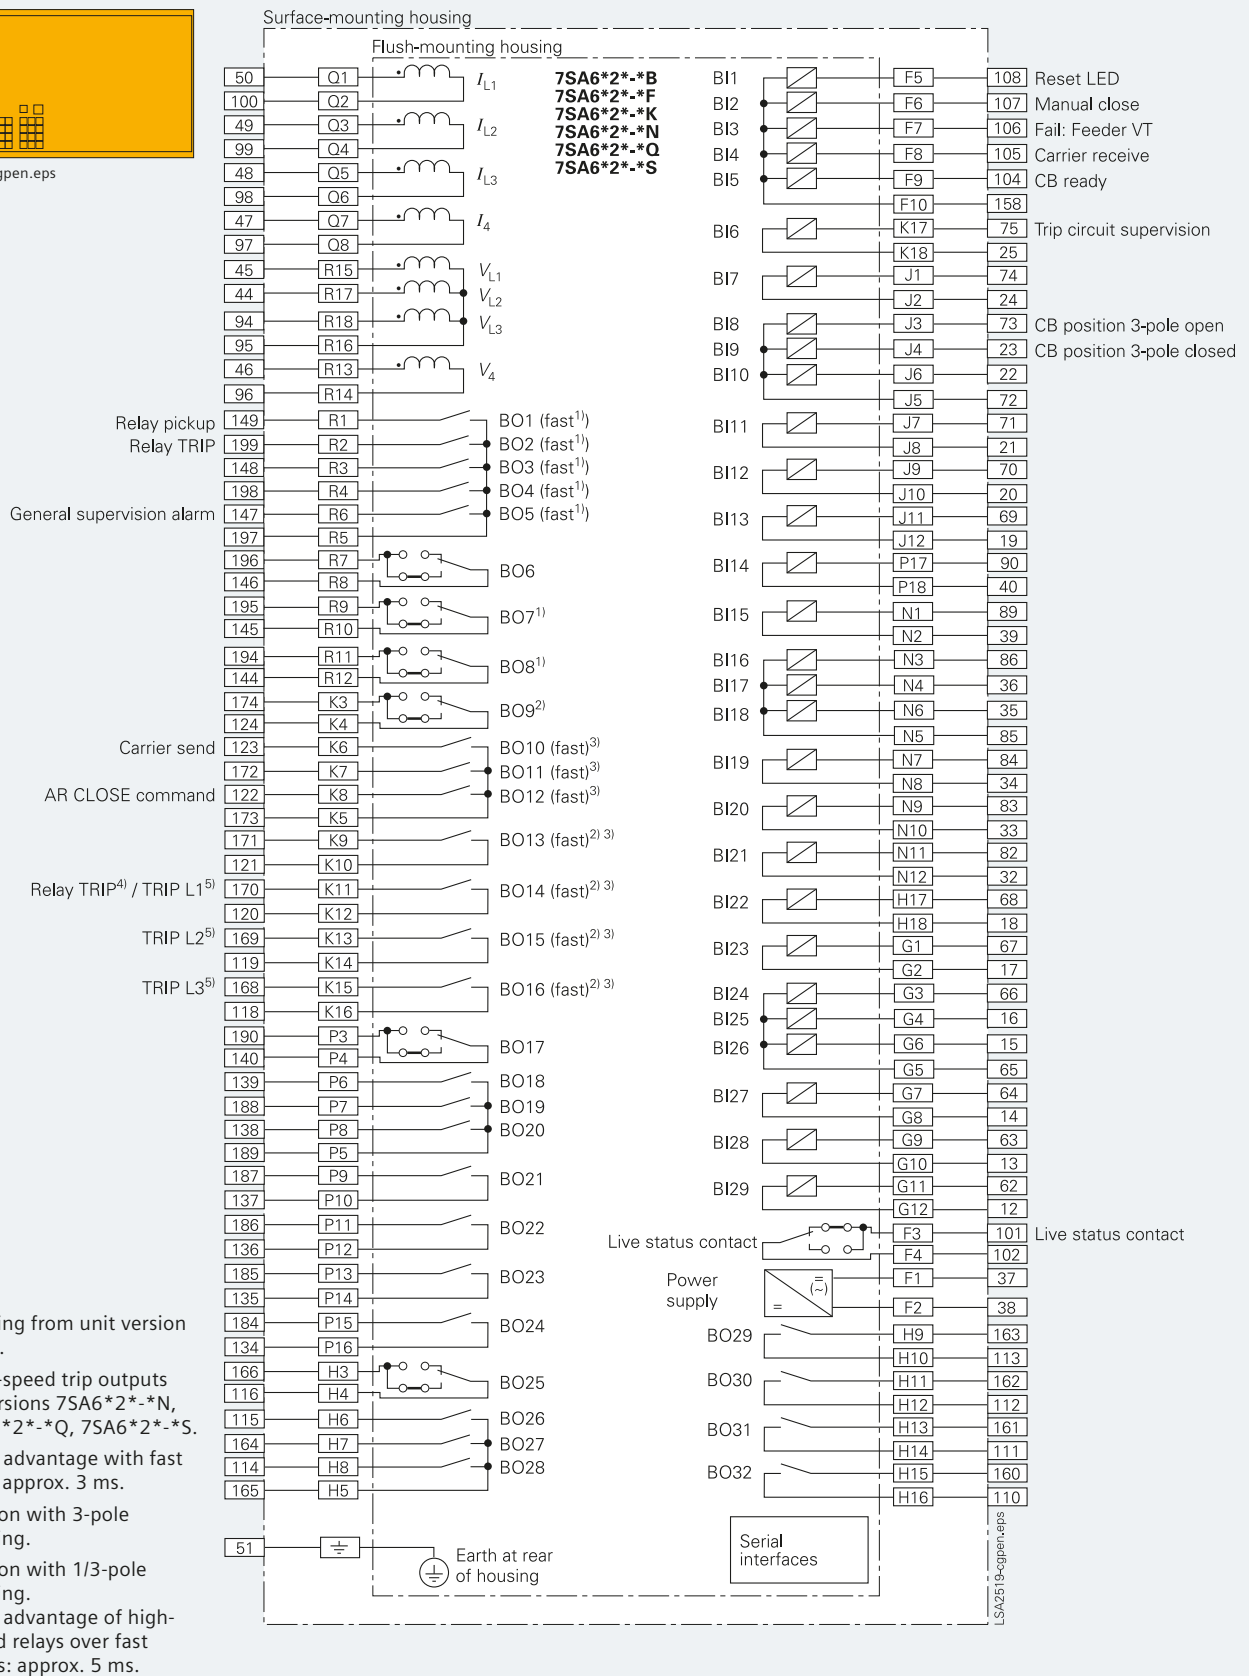 Surface-mounting housing
Flush-mounting housing
gpen.eps
7SA6*2*-*B
7SA6*2*-*F
7SA6*2*-*K
7SA6*2*-*N
7SA6*2*-*Q
7SA6*2*-*S
50 Q1 IL1
100 Q2
49 Q3 IL2
99 Q4
48 Q5 IL3
98 Q6
47 Q7 I4
97 Q8
45 R15 VL1
44 R17 VL2
94 R18 VL3
95 R16
46 R13 V4
96 R14
Relay pickup 149 R1 BO1 (fast1))
Relay TRIP 199 R2 BO2 (fast1))
148 R3 BO3 (fast1))
198 R4 BO4 (fast1))
General supervision alarm 147 R6 BO5 (fast1))
197 R5
196 R7 BO6
146 R8
195 R9 BO71)
145 R10
194 R11 BO81)
144 R12
174 K3 BO92)
124 K4
Carrier send 123 K6 BO10 (fast)3)
172 K7 BO11 (fast)3)
AR CLOSE command 122 K8 BO12 (fast)3)
173 K5
171 K9 BO13 (fast)2) 3)
121 K10
Relay TRIP4) / TRIP L15) 170 K11 BO14 (fast)2) 3)
120 K12
TRIP L25) 169 K13 BO15 (fast)2) 3)
119 K14
TRIP L35) 168 K15 BO16 (fast)2) 3)
118 K16
190 P3 BO17
140 P4
139 P6 BO18
188 P7 BO19
138 P8 BO20
189 P5
187 P9 BO21
137 P10
186 P11 BO22
136 P12
185 P13 BO23
135 P14
184 P15 BO24
134 P16
166 H3 BO25
116 H4
115 H6 BO26
164 H7 BO27
114 H8 BO28
165 H5
51
Earth at rear
of housing
BI1 F5 108 Reset LED
BI2 F6 107 Manual close
BI3 F7 106 Fail: Feeder VT
BI4 F8 105 Carrier receive
BI5 F9 104 CB ready
F10 158
BI6 K17 75 Trip circuit supervision
K18 25
BI7 J1 74
J2 24
BI8 J3 73 CB position 3-pole open
BI9 J4 23 CB position 3-pole closed
BI10 J6 22
J5 72
BI11 J7 71
J8 21
BI12 J9 70
J10 20
BI13 J11 69
J12 19
BI14 P17 90
P18 40
BI15 N1 89
N2 39
BI16 N3 86
BI17 N4 36
BI18 N6 35
N5 85
BI19 N7 84
N8 34
BI20 N9 83
N10 33
BI21 N11 82
N12 32
BI22 H17 68
H18 18
BI23 G1 67
G2 17
BI24 G3 66
BI25 G4 16
BI26 G6 15
G5 65
BI27 G7 64
G8 14
BI28 G9 63
G10 13
BI29 G11 62
G12 12
Live status contact F3 101 Live status contact
F4 102
Power
supply
= = (~)
F1 37
F2 38
BO29 H9 163
H10 113
BO30 H11 162
H12 112
BO31 H13 161
H14 111
BO32 H15 160
H16 110
Serial
interfaces
LSA2519-cgpen.eps
ing from unit version
.
-speed trip outputs
rsions 7SA6*2*-*N,
*2*-*Q, 7SA6*2*-*S.
advantage with fast
approx. 3 ms.
on with 3-pole
ing.
on with 1/3-pole
ing.
advantage of high-
d relays over fast
s: approx. 5 ms.